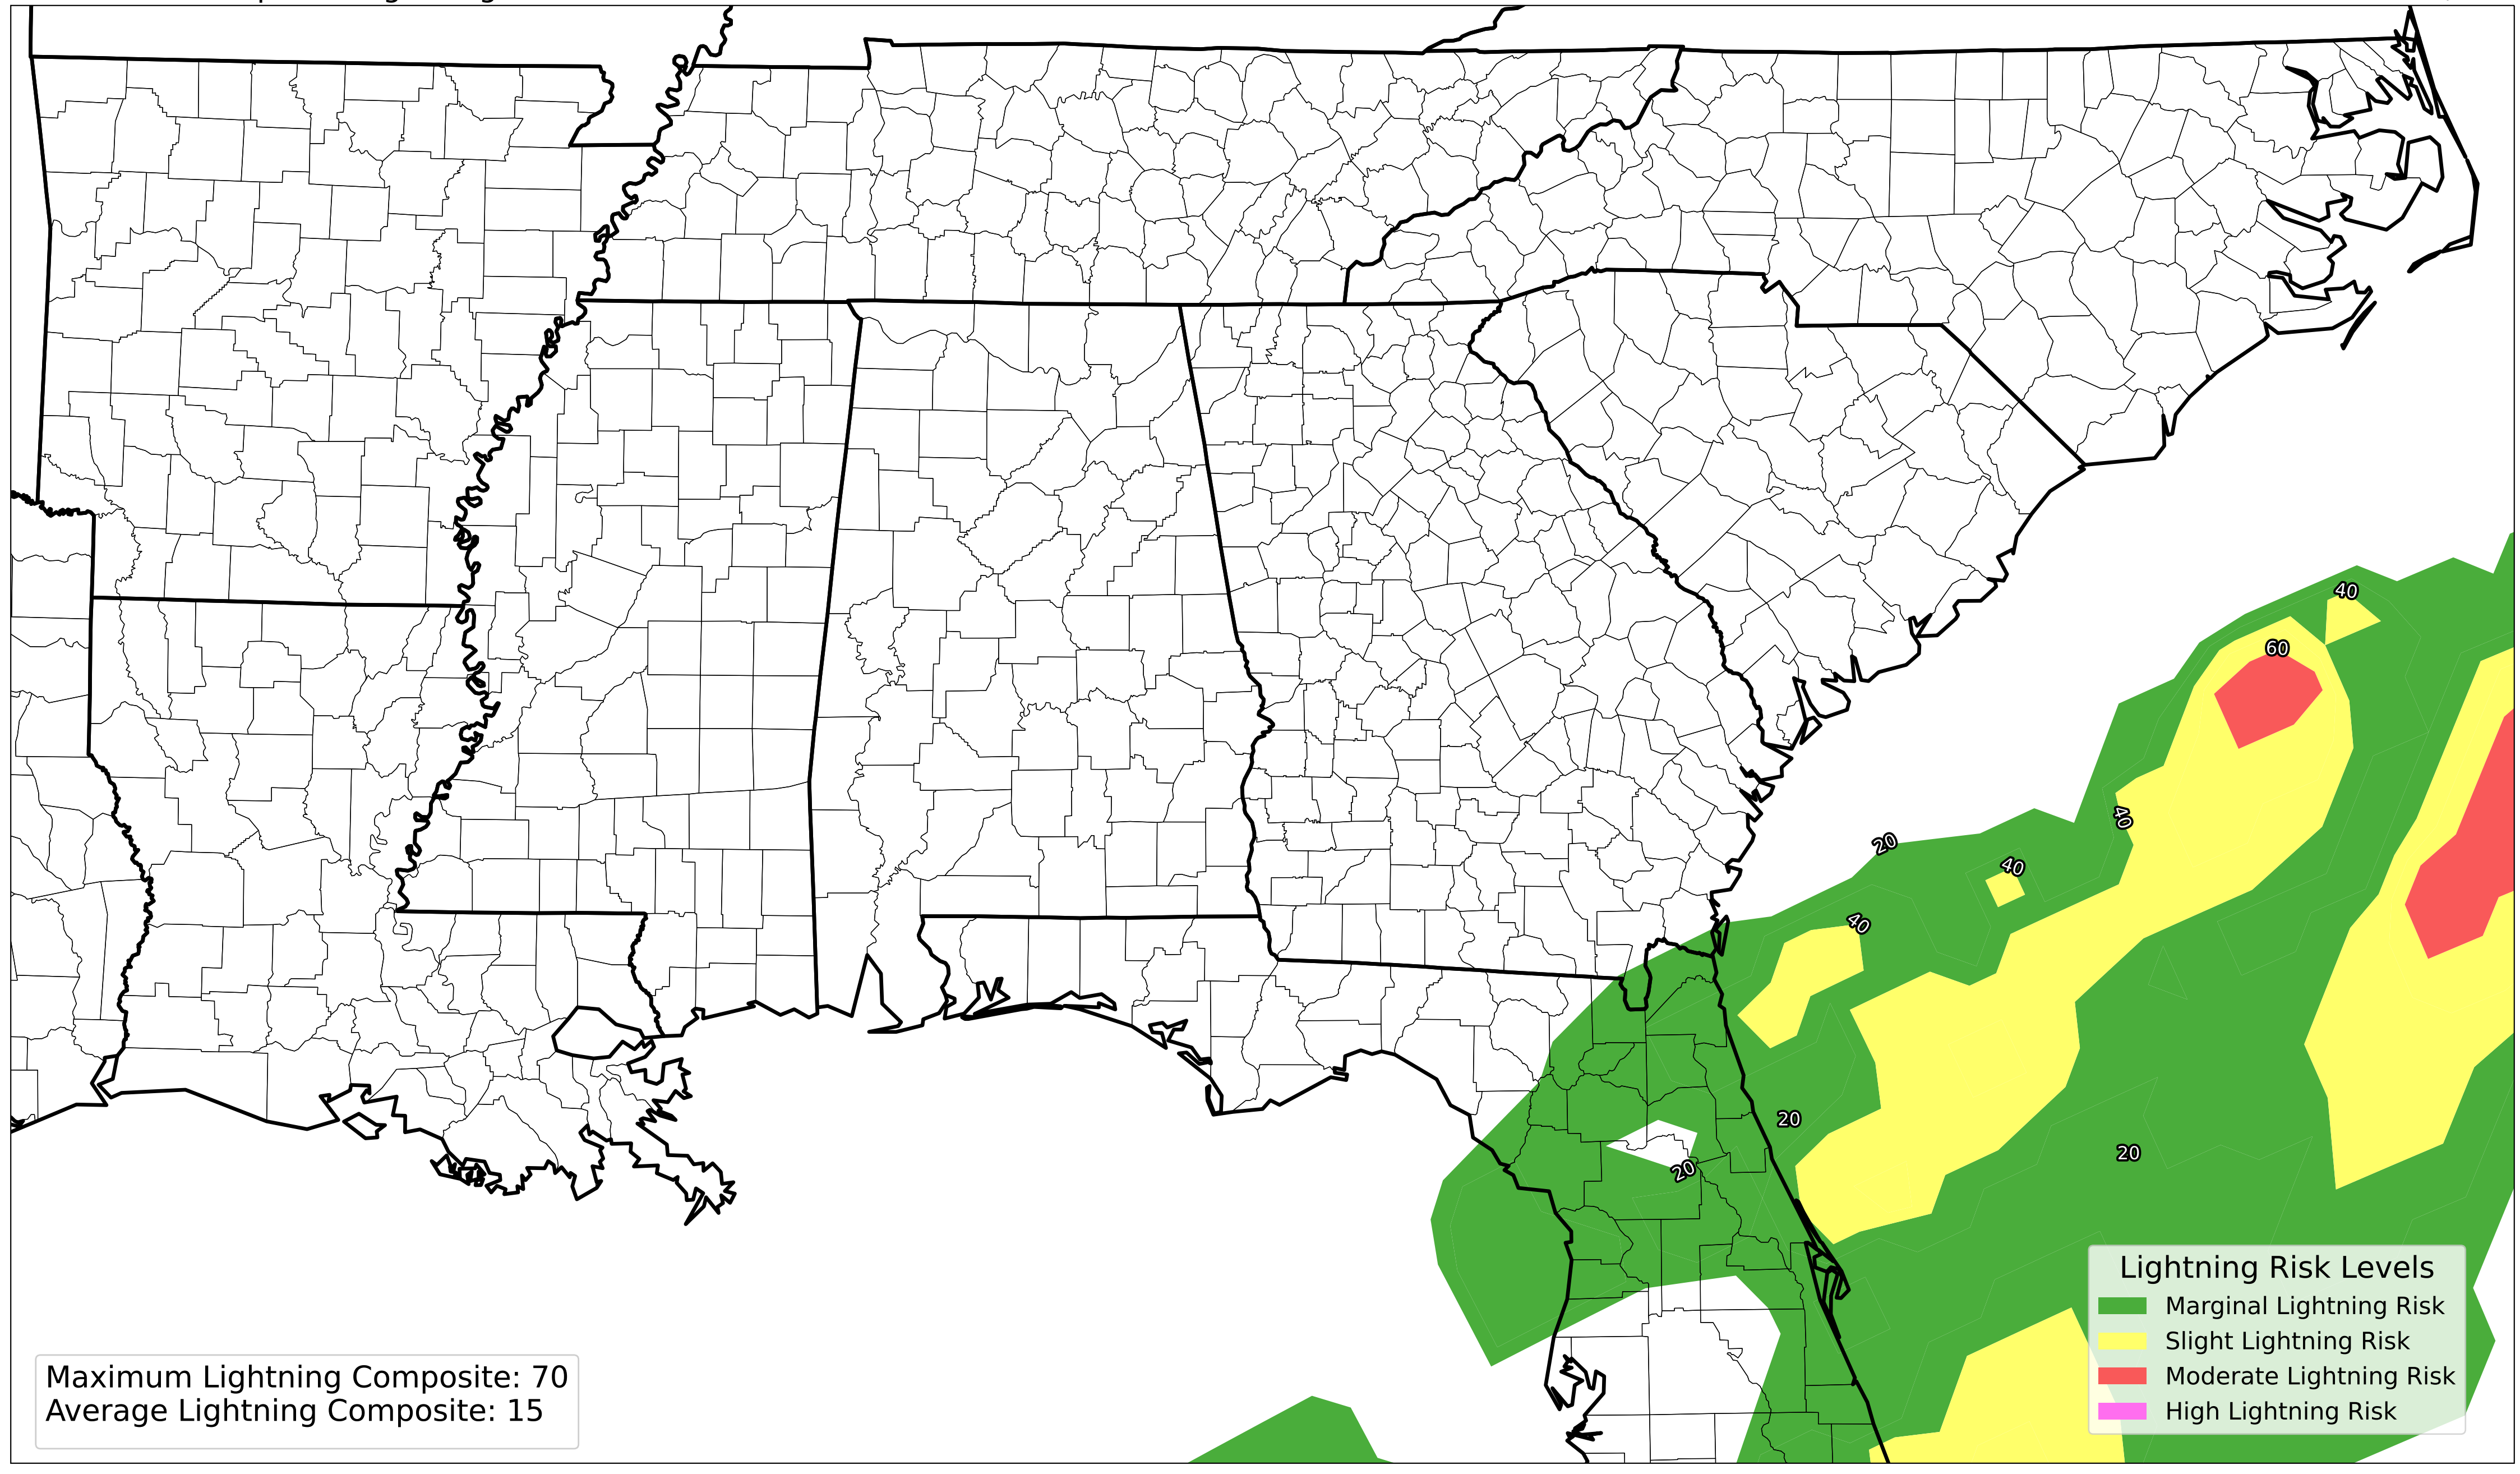 40
60
40
20
40
40
20
20
20
Lightning Risk Levels
Marginal Lightning Risk
Slight Lightning Risk
Moderate Lightning Risk
High Lightning Risk
Maximum Lightning Composite: 70
Average Lightning Composite: 15